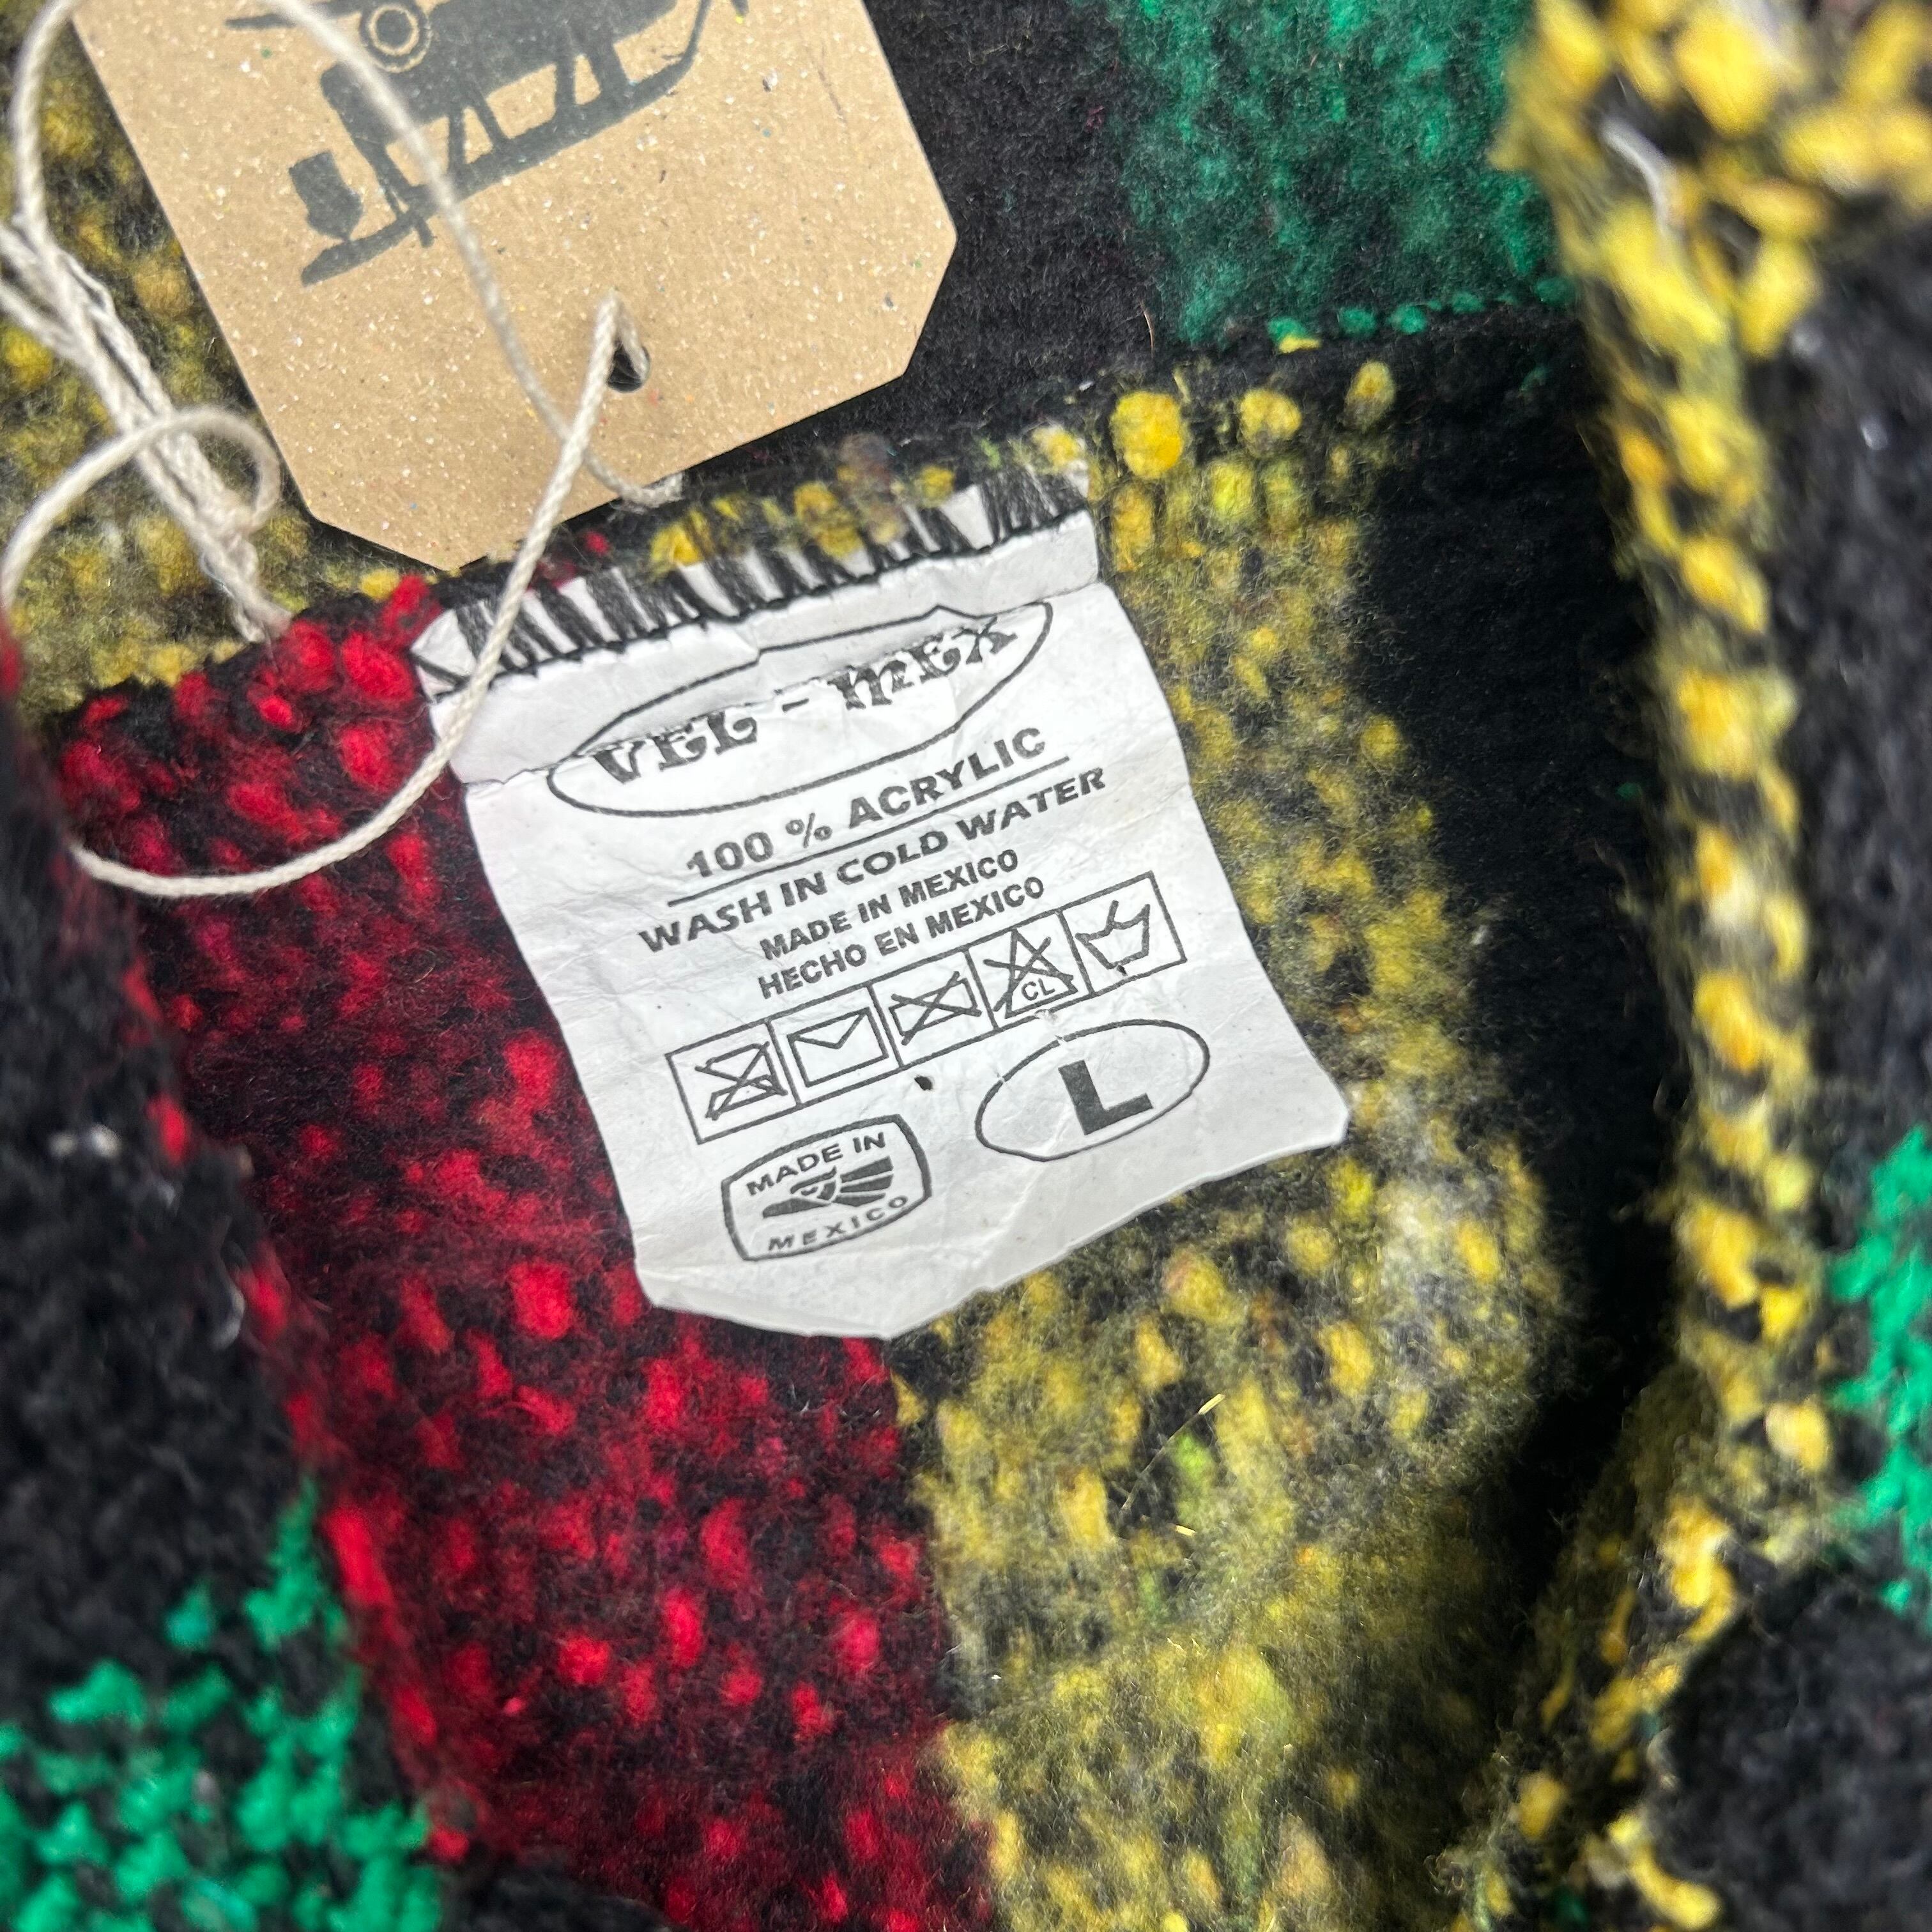 VEL-MEX
100 % ACRYLIC
WASH IN COLD WATER
MADE IN MEXICO
HECHO EN MEXICO
CL
L
MADE IN
MEXICO